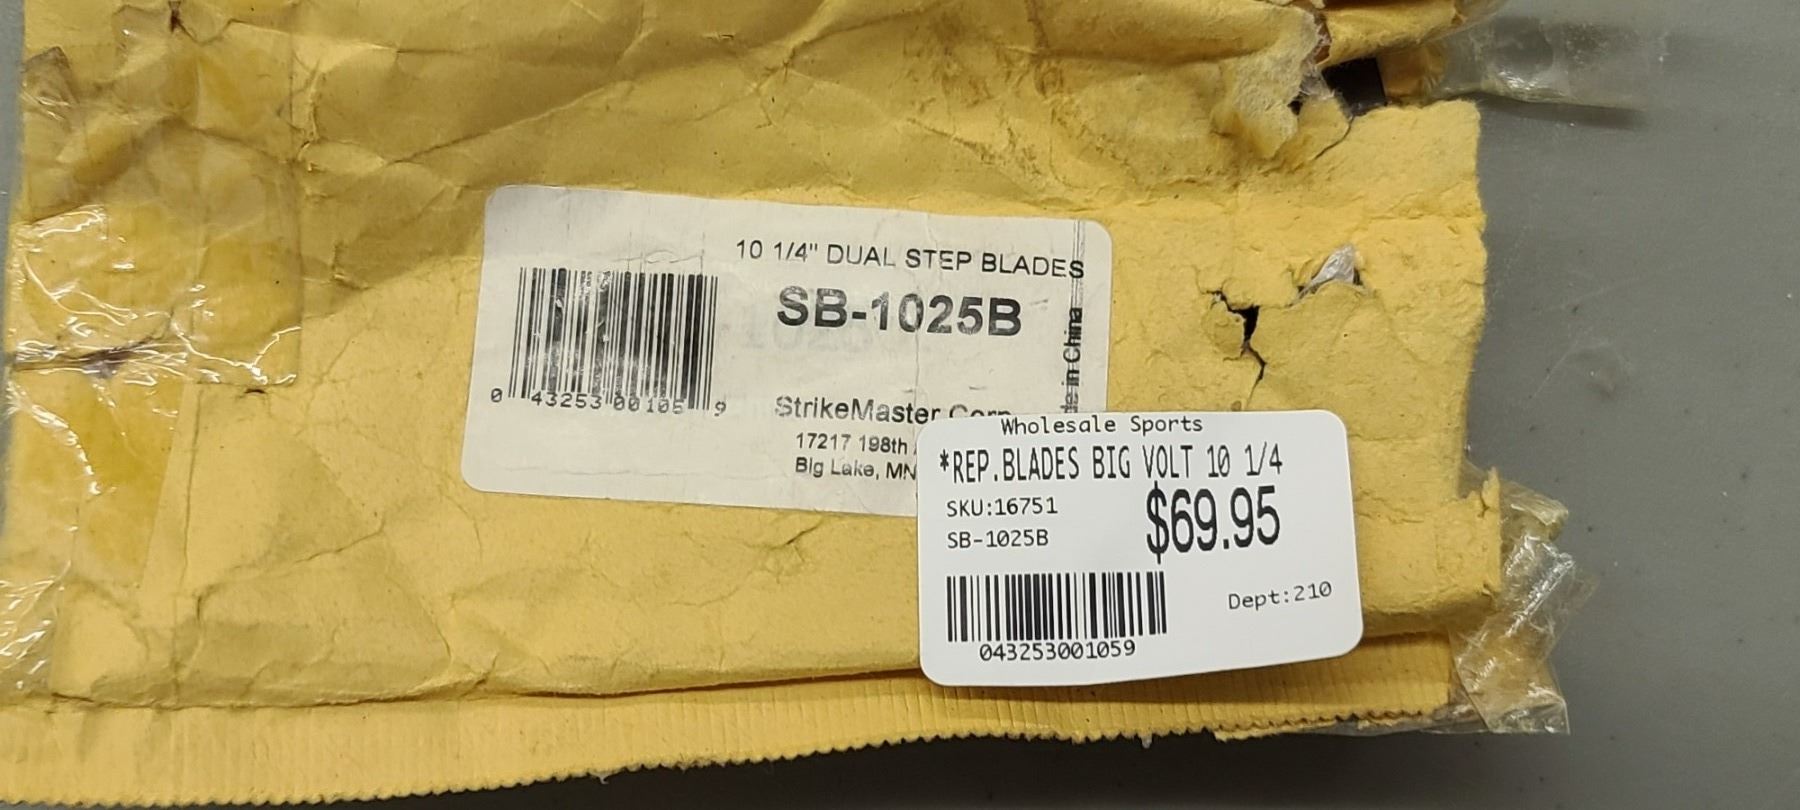 10 1/4" DUAL STEP BLADES
SB-1025B
0 43253 00105 9
StrikeMaster
17217 198th
Big Lake, MN
in China
Wholesale Sports
*REP.BLADES BIG VOLT 10 1/4
SKU:16751
$69.95
SB-1025B
Dept:210
043253001059